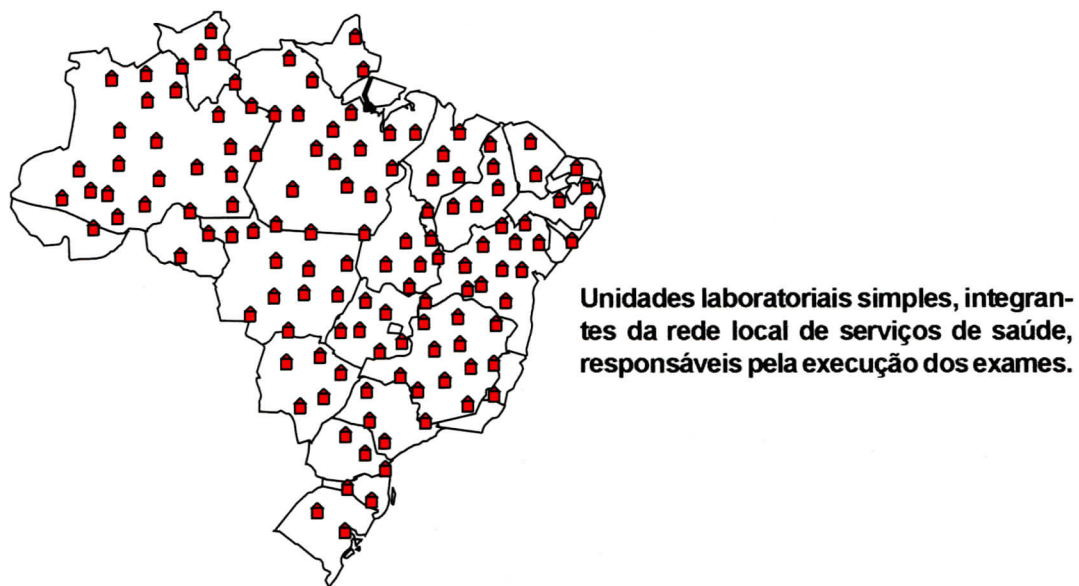 Unidades laboratoriais simples, integran-
tes da rede local de serviços de saúde,
responsáveis pela execução dos exames.